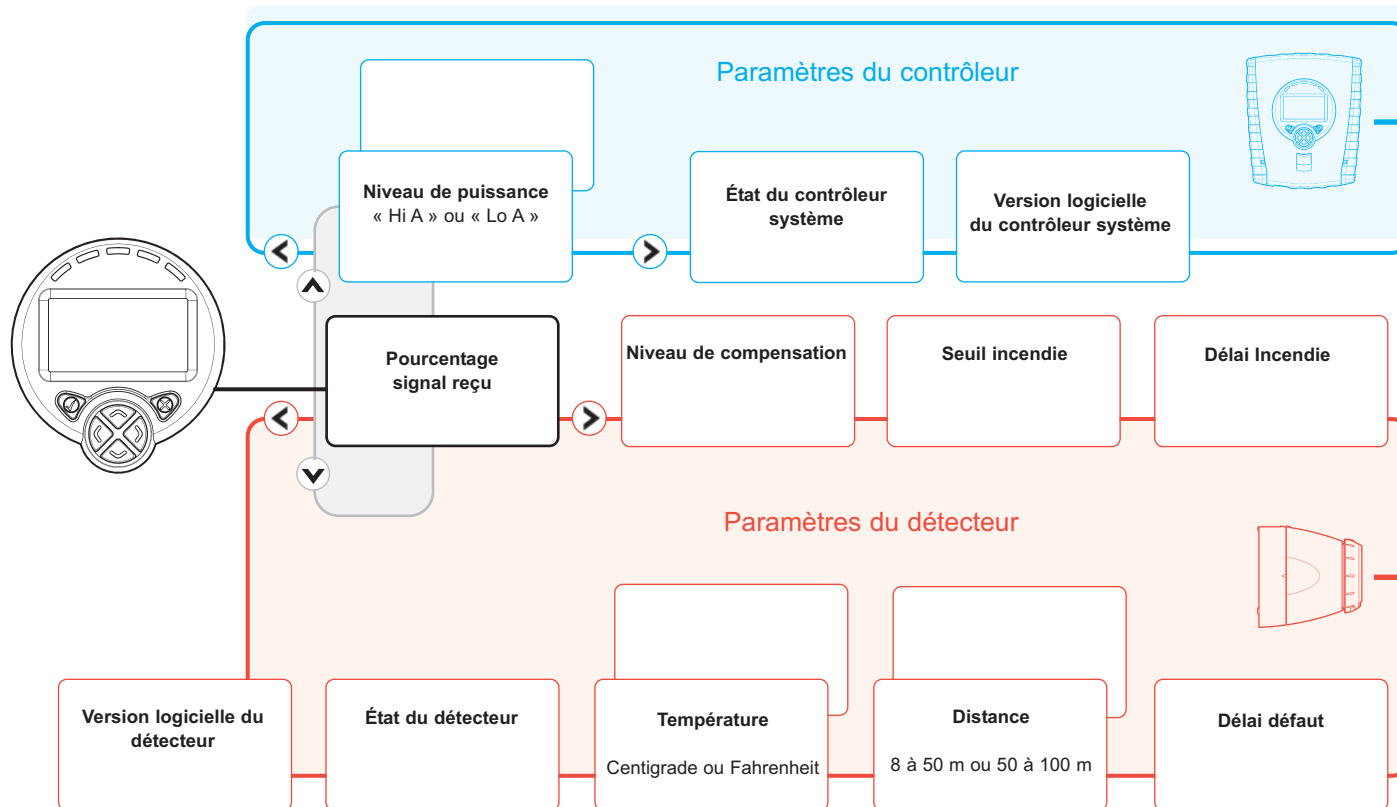 Paramètres du contrôleur
Niveau de puissance
« Hi A » ou « Lo A »
État du contrôleur
système
Version logicielle
du contrôleur système
Pourcentage
signal reçu
Niveau de compensation
Seuil incendie
Délai Incendie
Paramètres du détecteur
Version logicielle du
détecteur
État du détecteur
Température
Centigrade ou Fahrenheit
Distance
8 à 50 m ou 50 à 100 m
Délai défaut